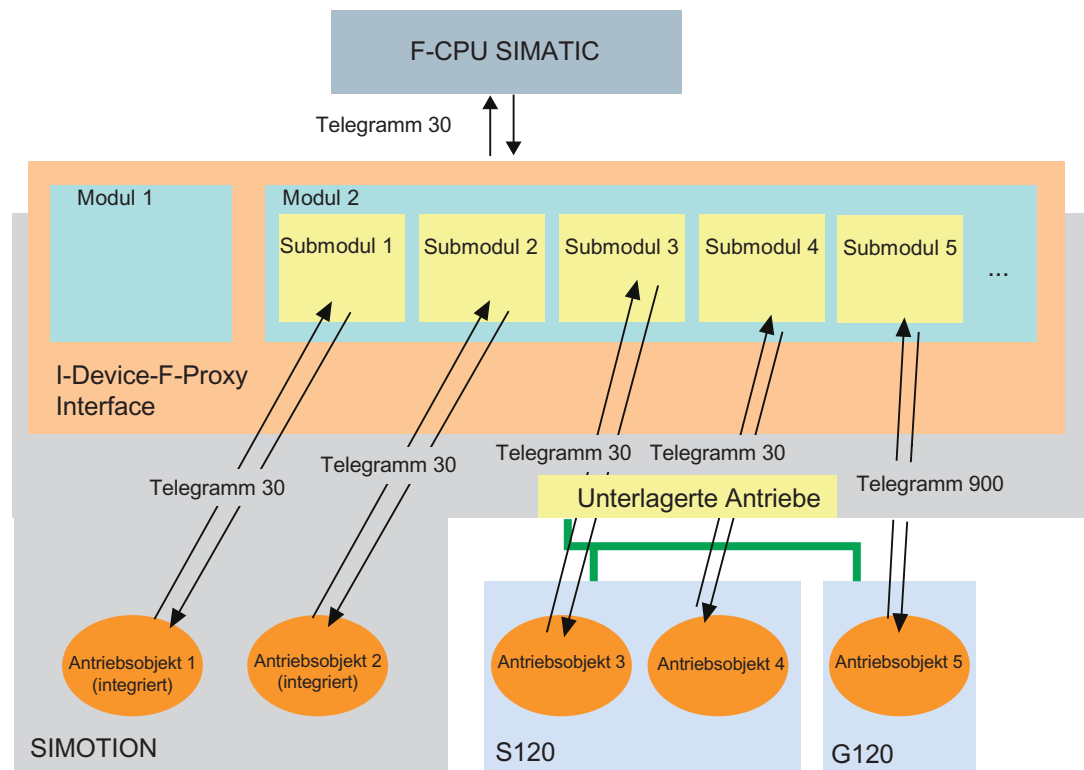 F-CPU SIMATIC
Telegramm 30
Modul 1
Modul 2
Submodul 1
Submodul 2
Submodul 3
Submodul 4
Submodul 5
...
I-Device-F-Proxy
Interface
Telegramm 30
Telegramm 30
Telegramm 30
Telegramm 30
Telegramm 900
Unterlagerte Antriebe
Antriebsobjekt 1
(integriert)
Antriebsobjekt 2
(integriert)
Antriebsobjekt 3
Antriebsobjekt 4
Antriebsobjekt 5
SIMOTION
S120
G120